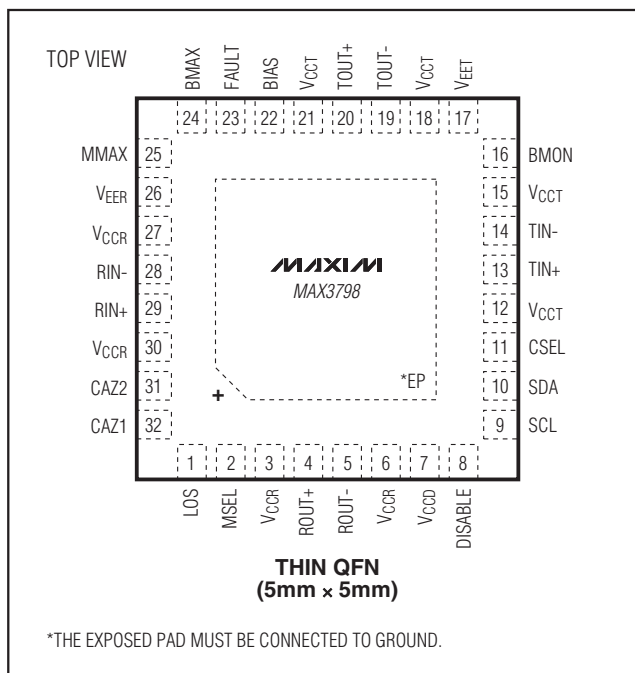 TOP VIEW
BMAX FAULT BIAS VCCT TOUT+ TOUT- VCCT VEET
24 23 22 21 20 19 18 17
MMAX 25 16 BMON
VEER 26 15 VCCT
VCCR 27 14 TIN-
RIN- 28 13 TIN+
RIN+ 29 12 VCCT
VCCR 30 11 CSEL
CAZ2 31 10 SDA
CAZ1 32 9 SCL
MAXIM
MAX3798
*EP
+
1 2 3 4 5 6 7 8
LOS MSEL VCCR ROUT+ ROUT- VCCR VCCD DISABLE
THIN QFN
(5mm × 5mm)
*THE EXPOSED PAD MUST BE CONNECTED TO GROUND.